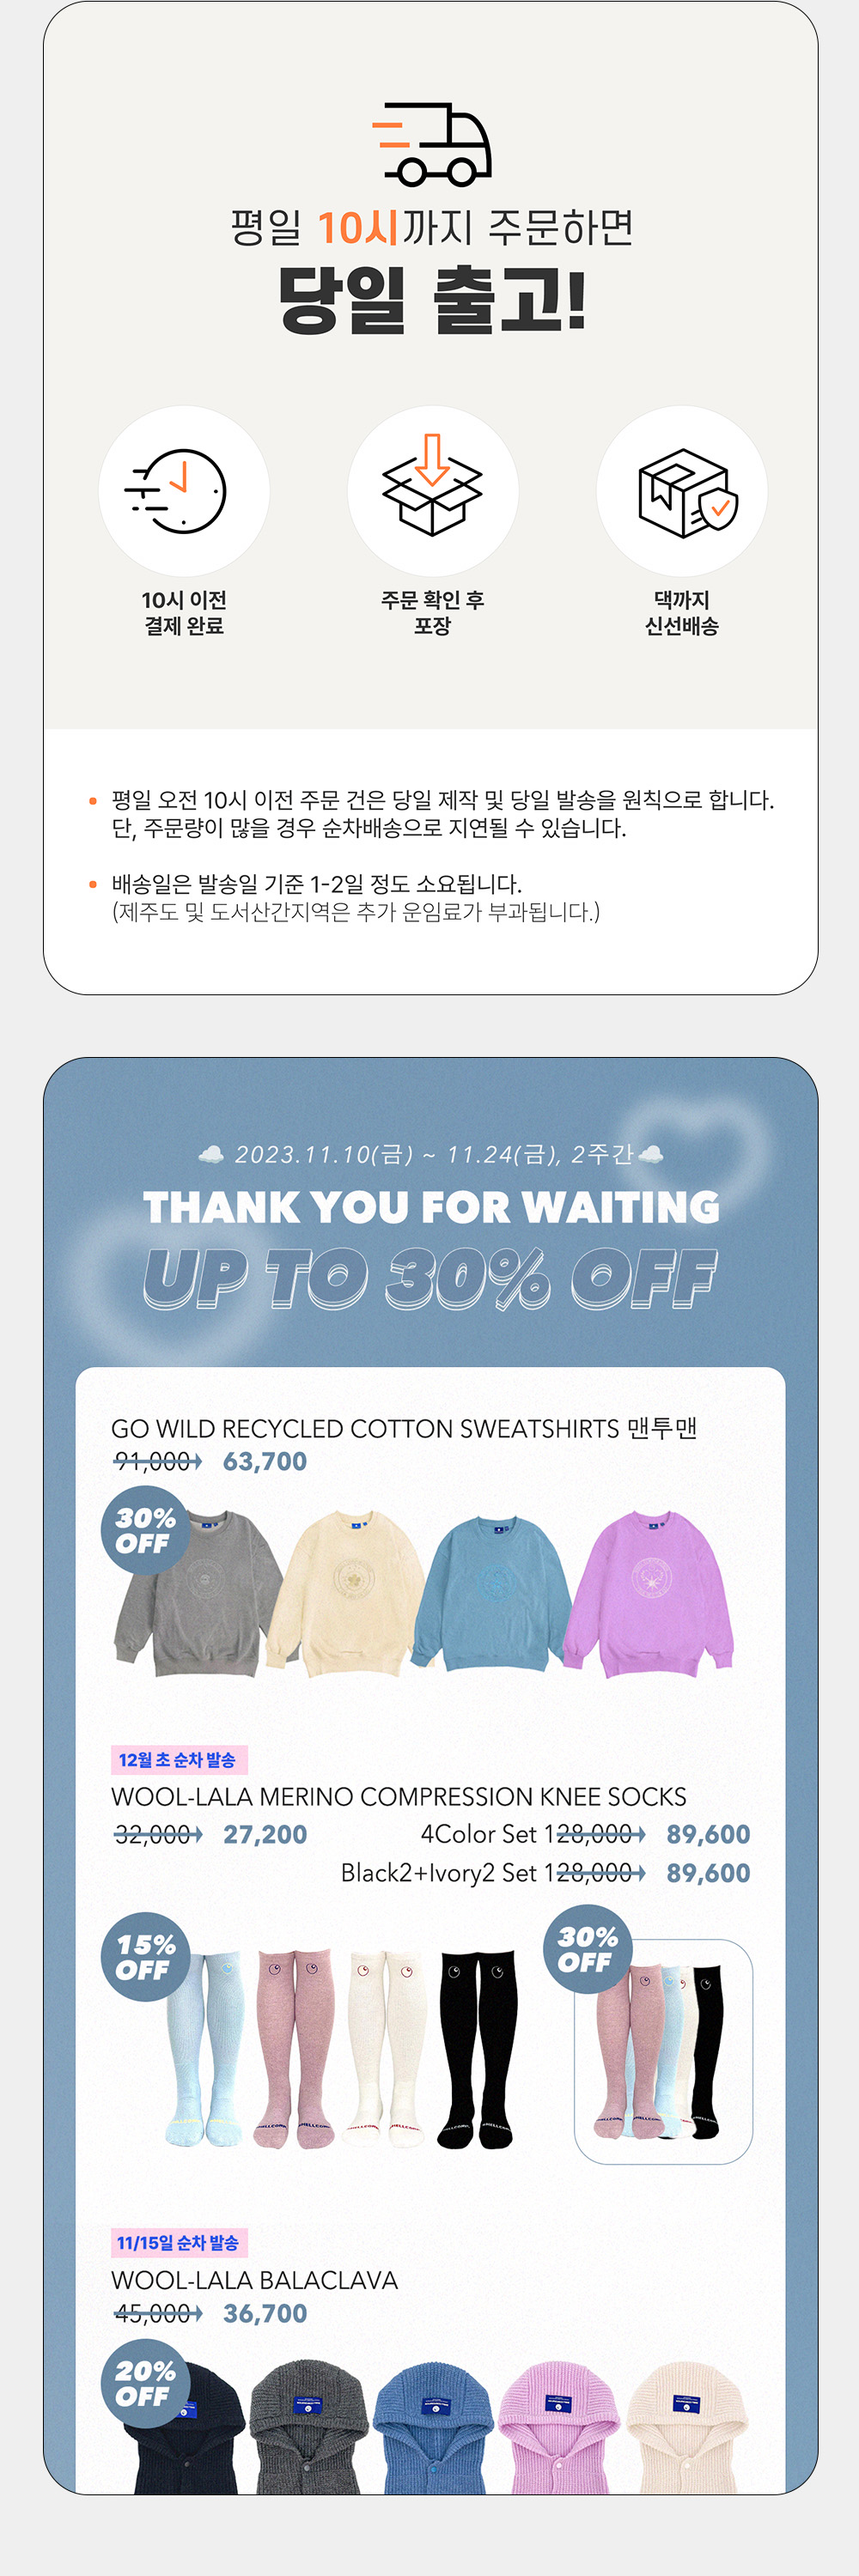 평일 10시까지 주문하면
당일 출고!
10시 이전
결제 완료
주문 확인 후
포장
댁까지
신선배송
평일 오전 10시 이전 주문 건은 당일 제작 및 당일 발송을 원칙으로 합니다.
단, 주문량이 많을 경우 순차배송으로 지연될 수 있습니다.
배송일은 발송일 기준 1-2일 정도 소요됩니다.
(제주도 및 도서산간지역은 추가 운임료가 부과됩니다.)
2023.11.10(금) ~ 11.24(금), 2주간
THANK YOU FOR WAITING
UP TO 30% OFF
GO WILD RECYCLED COTTON SWEATSHIRTS 맨투맨
91,000 63,700
30%
OFF
12월 초 순차 발송
WOOL-LALA MERINO COMPRESSION KNEE SOCKS
32,000 27,200 4Color Set 128,000 89,600
Black2+Ivory2 Set 128,000 89,600
15%
OFF
30%
OFF
11/15일 순차 발송
WOOL-LALA BALACLAVA
45,000 36,700
20%
OFF